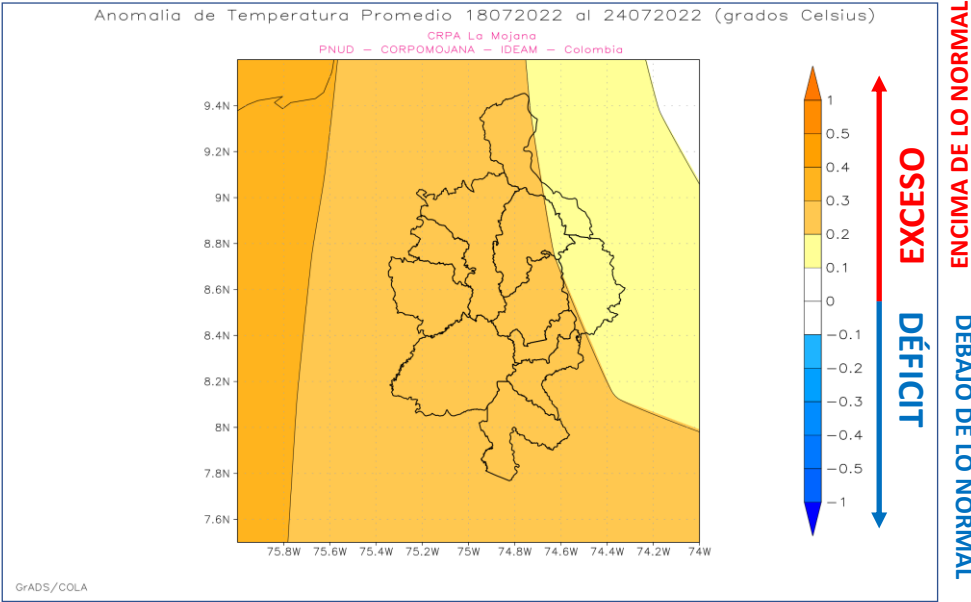 Anomalia de Temperatura Promedio 18072022 al 24072022 (grados Celsius)
CRPA La Mojana
PNUD – CORPOMOJANA – IDEAM – Colombia
9.4N
9.2N
9N
8.8N
8.6N
8.4N
8.2N
8N
7.8N
7.6N
75.8W 75.6W 75.4W 75.2W 75W 74.8W 74.6W 74.4W 74.2W 74W
1
0.5
0.4
0.3
0.2
0.1
0
−0.1
−0.2
−0.3
−0.4
−0.5
−1
EXCESO
DÉFICIT
ENCIMA DE LO NORMAL
DEBAJO DE LO NORMAL
GrADS/COLA